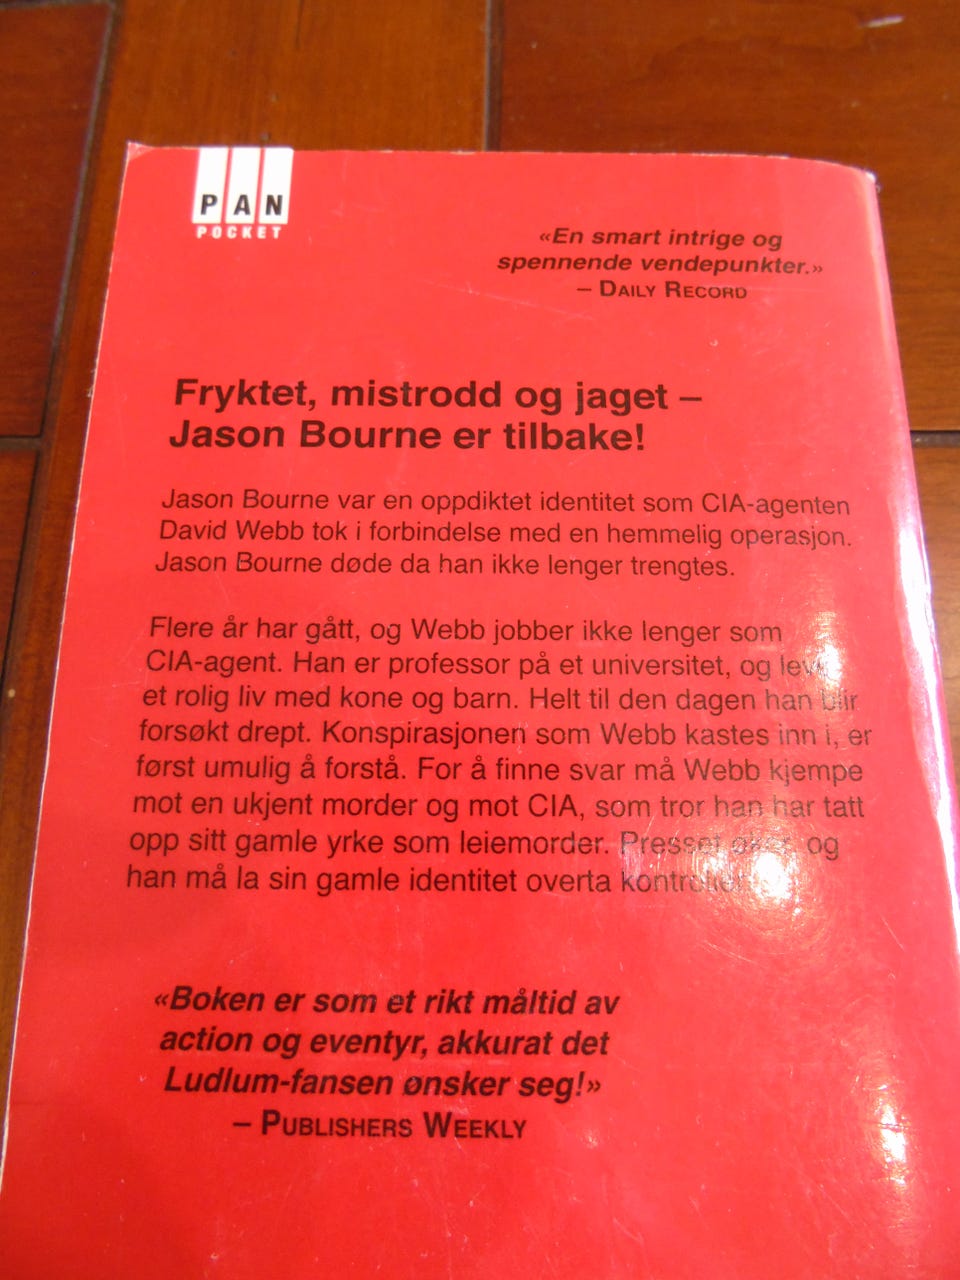 PAN
POCKET
«En smart intrige og
spennende vendepunkter.»
– DAILY RECORD
Fryktet, mistrodd og jaget –
Jason Bourne er tilbake!
Jason Bourne var en oppdiktet identitet som CIA-agenten
David Webb tok i forbindelse med en hemmelig operasjon.
Jason Bourne døde da han ikke lenger trengtes.
Flere år har gått, og Webb jobber ikke lenger som
CIA-agent. Han er professor på et universitet, og lever
et rolig liv med kone og barn. Helt til den dagen han blir
forsøkt drept. Konspirasjonen som Webb kastes inn i, er
først umulig å forstå. For å finne svar må Webb kjempe
mot en ukjent morder og mot CIA, som tror han har tatt
opp sitt gamle yrke som leiemorder. Presset øker, og
han må la sin gamle identitet overta
«Boken er som et rikt måltid av
action og eventyr, akkurat det
Ludlum-fansen ønsker seg!»
– PUBLISHERS WEEKLY